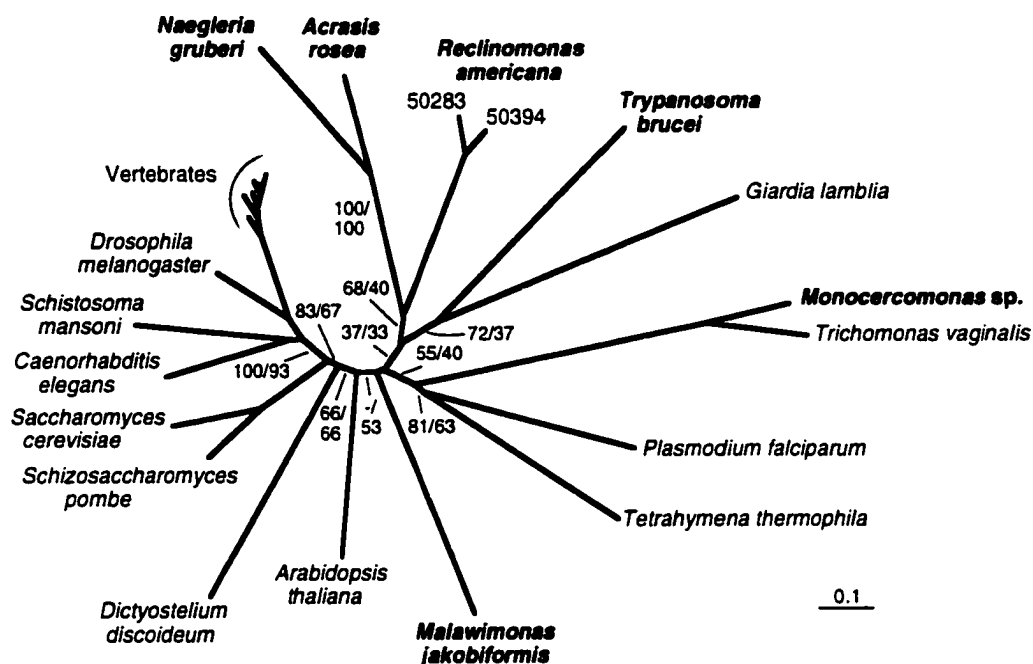 Naegleria
gruberi
Acrasis
rosea
Reclinomonas
americana
50283
50394
Trypanosoma
brucei
Vertebrates
Giardia lamblia
100/
100
Drosophila
melanogaster
68/40
Monocercomonas sp.
Schistosoma
mansoni
83/67
37/33
72/37
Trichomonas vaginalis
55/40
Caenorhabditis
elegans
100/93
Saccharomyces
cerevisiae
66/
66
-/
53
81/63
Plasmodium falciparum
Schizosaccharomyces
pombe
Tetrahymena thermophila
Arabidopsis
thaliana
Dictyostelium
discoideum
Malawimonas
jakobiformis
0.1